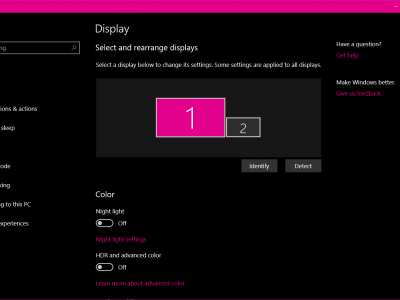 Display
Select and rearrange displays
Select a display below to change its settings. Some settings are applied to all displays.
1
2
Identify
Detect
Color
Night light
Off
Night light settings
HDR and advanced color
Off
Learn more about advanced color
Have a question?
Get help
Make Windows better.
Give us feedback
ng
ons & actions
sleep
ode
king
ng to this PC
xperiences